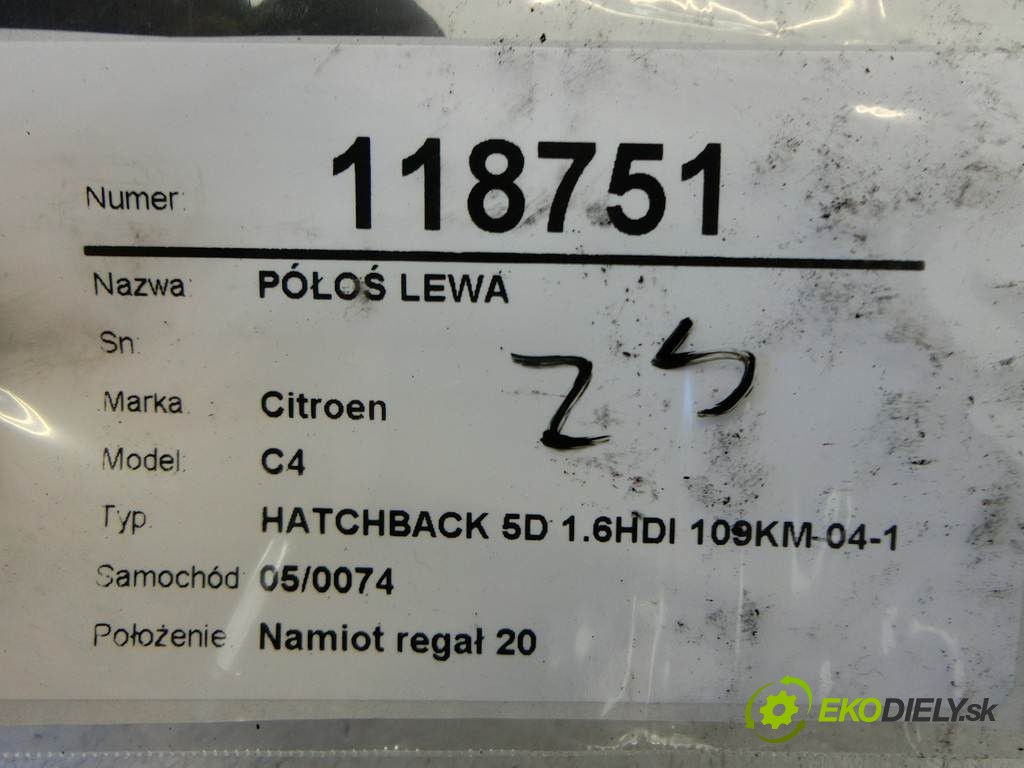 Numer: 118751
Nazwa: PÓŁOŚ LEWA
Sn:
Marka: Citroen
Model: C4
Typ: HATCHBACK 5D 1.6HDI 109KM 04-1
Samochód: 05/0074
Położenie: Namiot regał 20
EKODIELY.sk